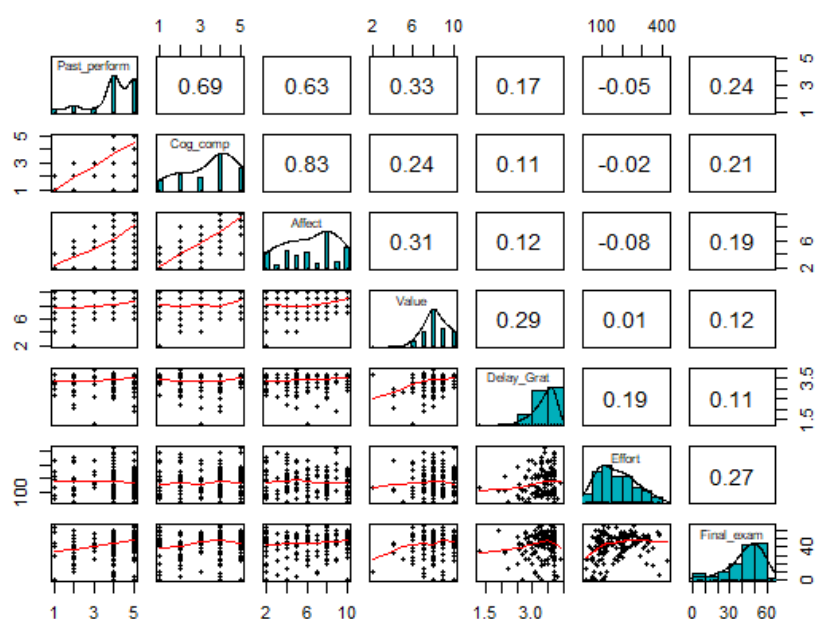 1 3 5 2 6 10 100 400
Past_perform 0.69 0.63 0.33 0.17 -0.05 0.24 1 3 5
1 3 5 Cog_comp 0.83 0.24 0.11 -0.02 0.21
Affect 0.31 0.12 -0.08 0.19 2 6
2 6 Value 0.29 0.01 0.12
Delay_Grat 0.19 0.11 1.5 3.5
100 Effort 0.27
Final_exam 0 40
1 3 5 2 6 10 1.5 3.0 0 30 60